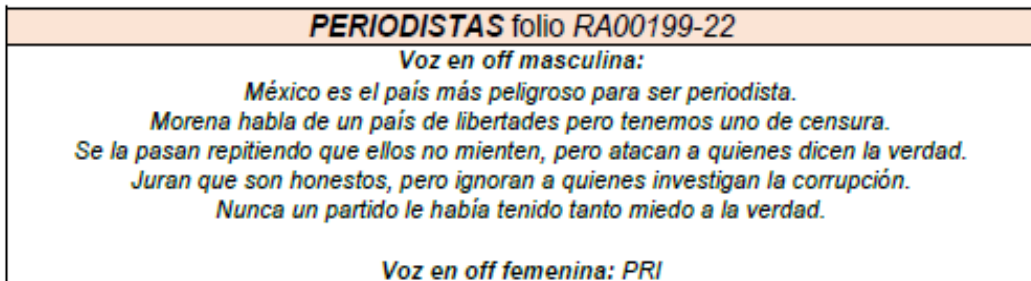 PERIODISTAS folio RA00199-22
Voz en off masculina:
México es el país más peligroso para ser periodista.
Morena habla de un país de libertades pero tenemos uno de censura.
Se la pasan repitiendo que ellos no mienten, pero atacan a quienes dicen la verdad.
Juran que son honestos, pero ignoran a quienes investigan la corrupción.
Nunca un partido le había tenido tanto miedo a la verdad.
Voz en off femenina: PRI